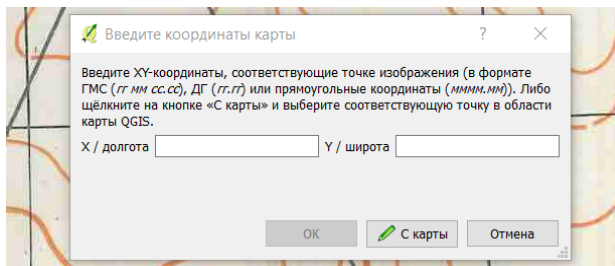 Введите координаты карты
Введите XY-координаты, соответствующие точке изображения (в формате
ГМС (гг мм сс.сс), ДГ (гг.гг) или прямоугольные координаты (мммм.мм)). Либо
щёлкните на кнопке «С карты» и выберите соответствующую точку в области
карты QGIS.
X / долгота Y / широта
ОК С карты Отмена